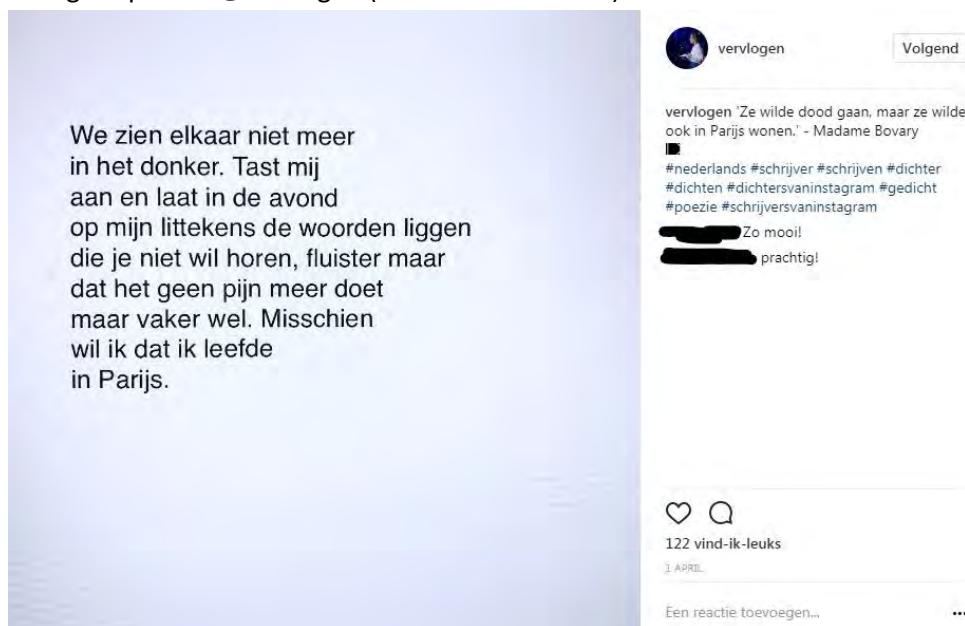 We zien elkaar niet meer
in het donker. Tast mij
aan en laat in de avond
op mijn littekens de woorden liggen
die je niet wil horen, fluister maar
dat het geen pijn meer doet
maar vaker wel. Misschien
wil ik dat ik leefde
in Parijs.
vervlogen
Volgend
vervlogen 'Ze wilde dood gaan, maar ze wilde
ook in Parijs wonen.' - Madame Bovary
#nederlands #schrijver #schrijven #dichter
#dichten #dichtersvaninstagram #gedicht
#poezie #schrijversvaninstagram
Zo mooi!
prachtig!
122 vind-ik-leuks
1 APRIL
Een reactie toevoegen...